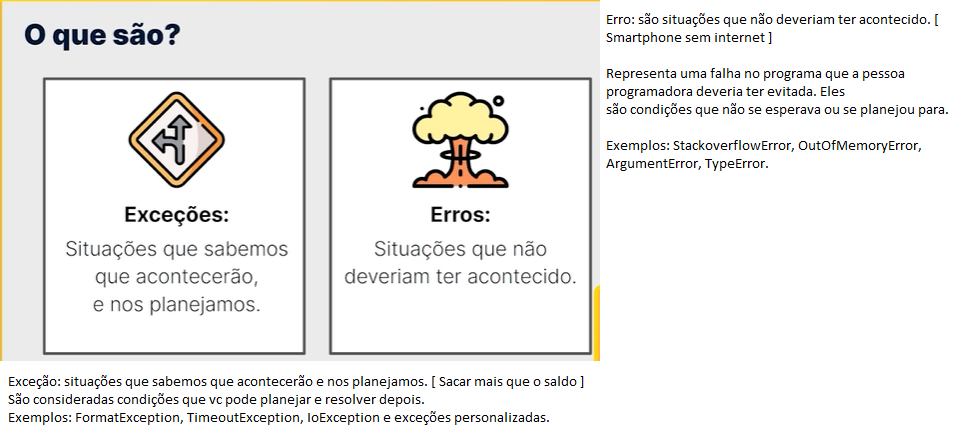 O que são?
Exceções:
Situações que sabemos
que acontecerão,
e nos planejamos.
Erros:
Situações que não
deveriam ter acontecido.
Erro: são situações que não deveriam ter acontecido. [
Smartphone sem internet ]
Representa uma falha no programa que a pessoa
programadora deveria ter evitada. Eles
são condições que não se esperava ou se planejou para.
Exemplos: StackoverflowError, OutOfMemoryError,
ArgumentError, TypeError.
Exceção: situações que sabemos que acontecerão e nos planejamos. [ Sacar mais que o saldo ]
São consideradas condições que vc pode planejar e resolver depois.
Exemplos: FormatException, TimeoutException, IoException e exceções personalizadas.